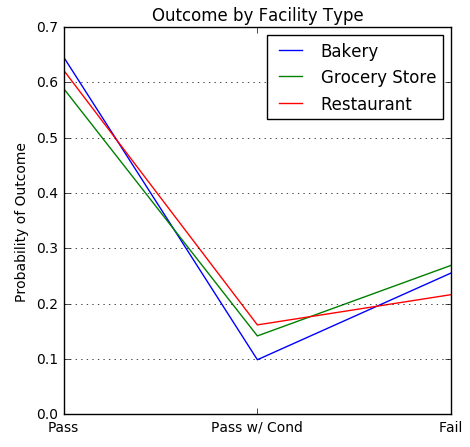 Outcome by Facility Type
Probability of Outcome
0.7
0.6
0.5
0.4
0.3
0.2
0.1
0.0
Bakery
Grocery Store
Restaurant
Pass
Pass w/ Cond
Fail